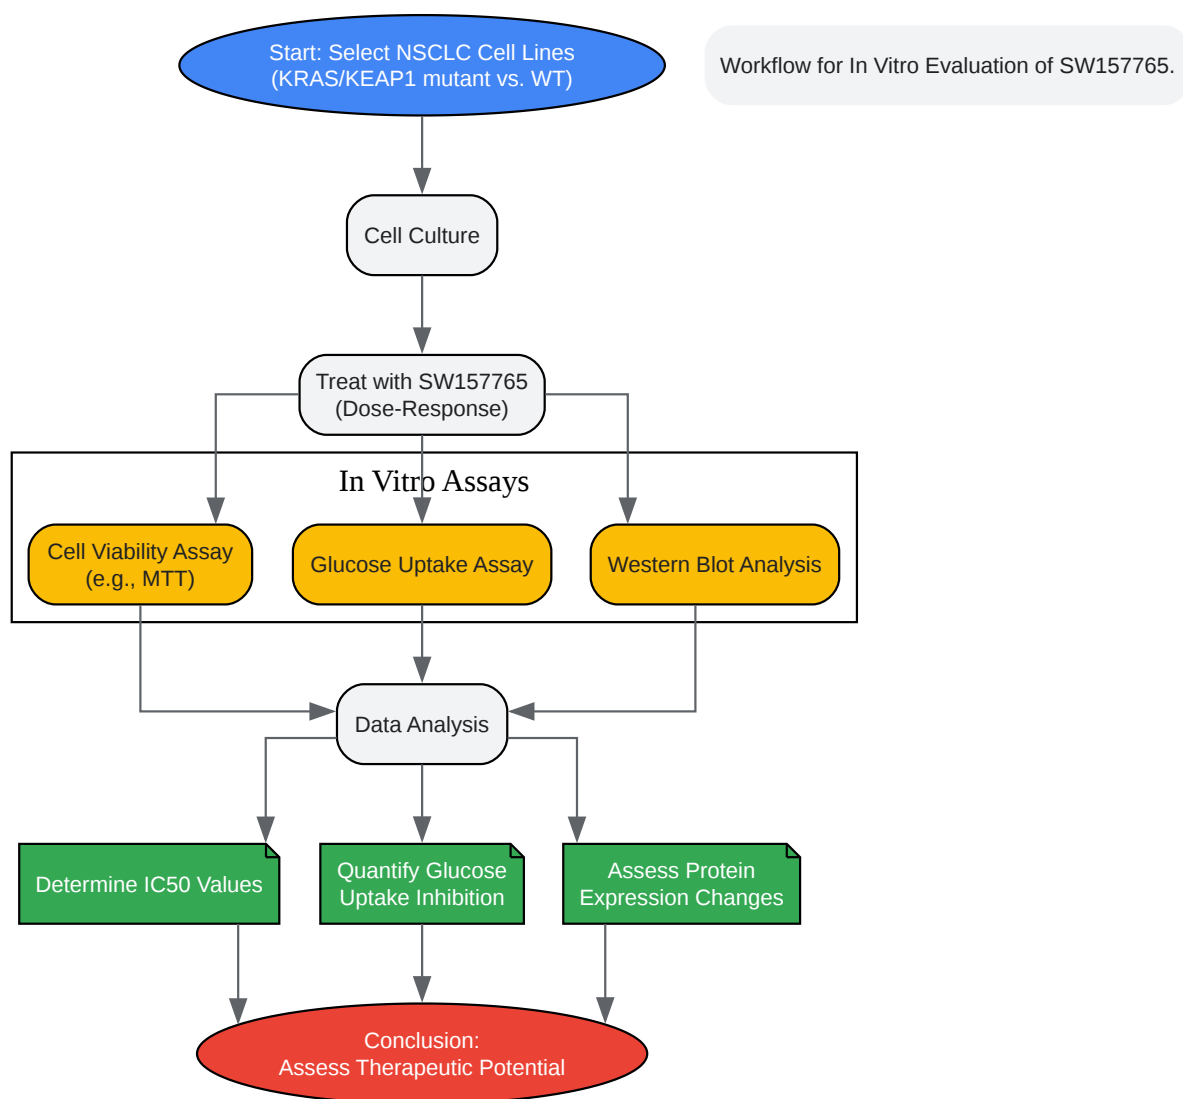 Start: Select NSCLC Cell Lines
(KRAS/KEAP1 mutant vs. WT)
Workflow for In Vitro Evaluation of SW157765.
Cell Culture
Treat with SW157765
(Dose-Response)
In Vitro Assays
Cell Viability Assay
(e.g., MTT)
Glucose Uptake Assay
Western Blot Analysis
Data Analysis
Determine IC50 Values
Quantify Glucose
Uptake Inhibition
Assess Protein
Expression Changes
Conclusion:
Assess Therapeutic Potential